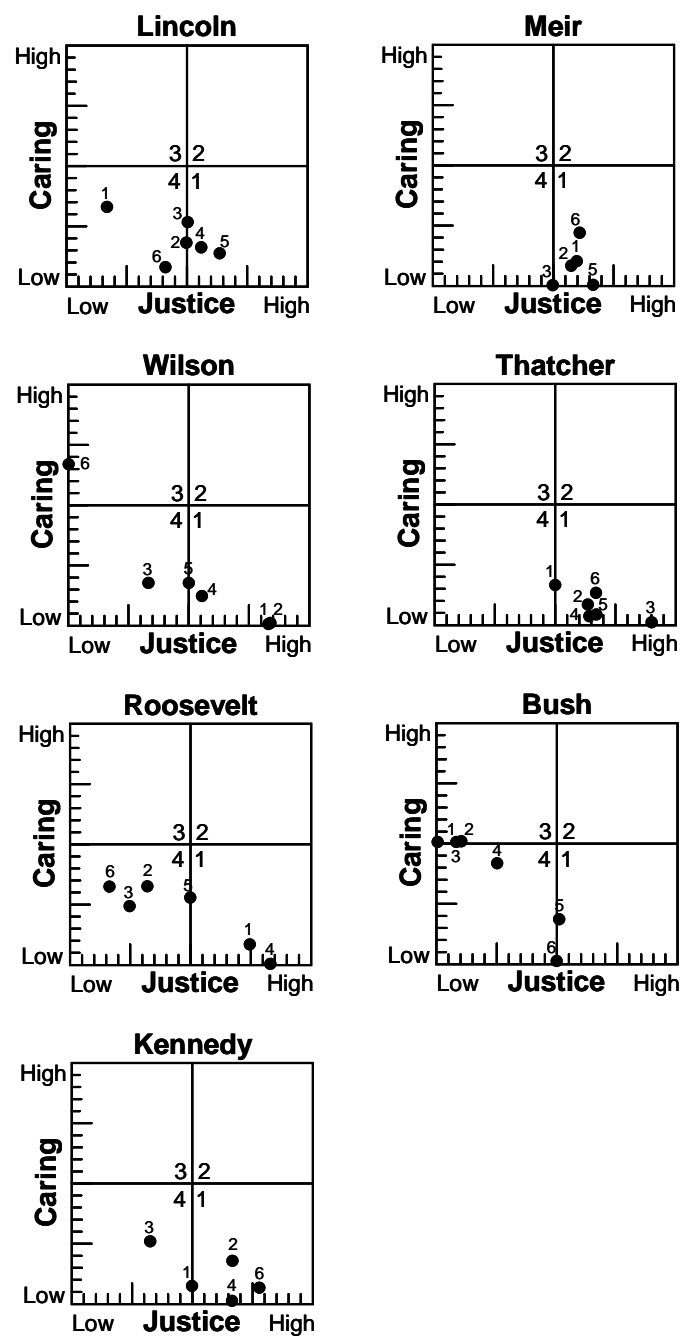 Lincoln
High
Caring
3 2
4 1
1
3
2 4 5
6
Low
Low Justice High
Meir
High
Caring
3 2
4 1
6
2 1
3 5
Low
Low Justice High
Wilson
High
Caring
6
3 2
4 1
3 5
4
1 2
Low
Low Justice High
Thatcher
High
Caring
3 2
4 1
1 6
2
4 5 3
Low
Low Justice High
Roosevelt
High
Caring
3 2
4 1
6 2
3 5
1
4
Low
Low Justice High
Bush
High
Caring
3 2
4 1
1 2
3 4
5
6
Low
Low Justice High
Kennedy
High
Caring
3 2
4 1
3
2
1 4 6
Low
Low Justice High